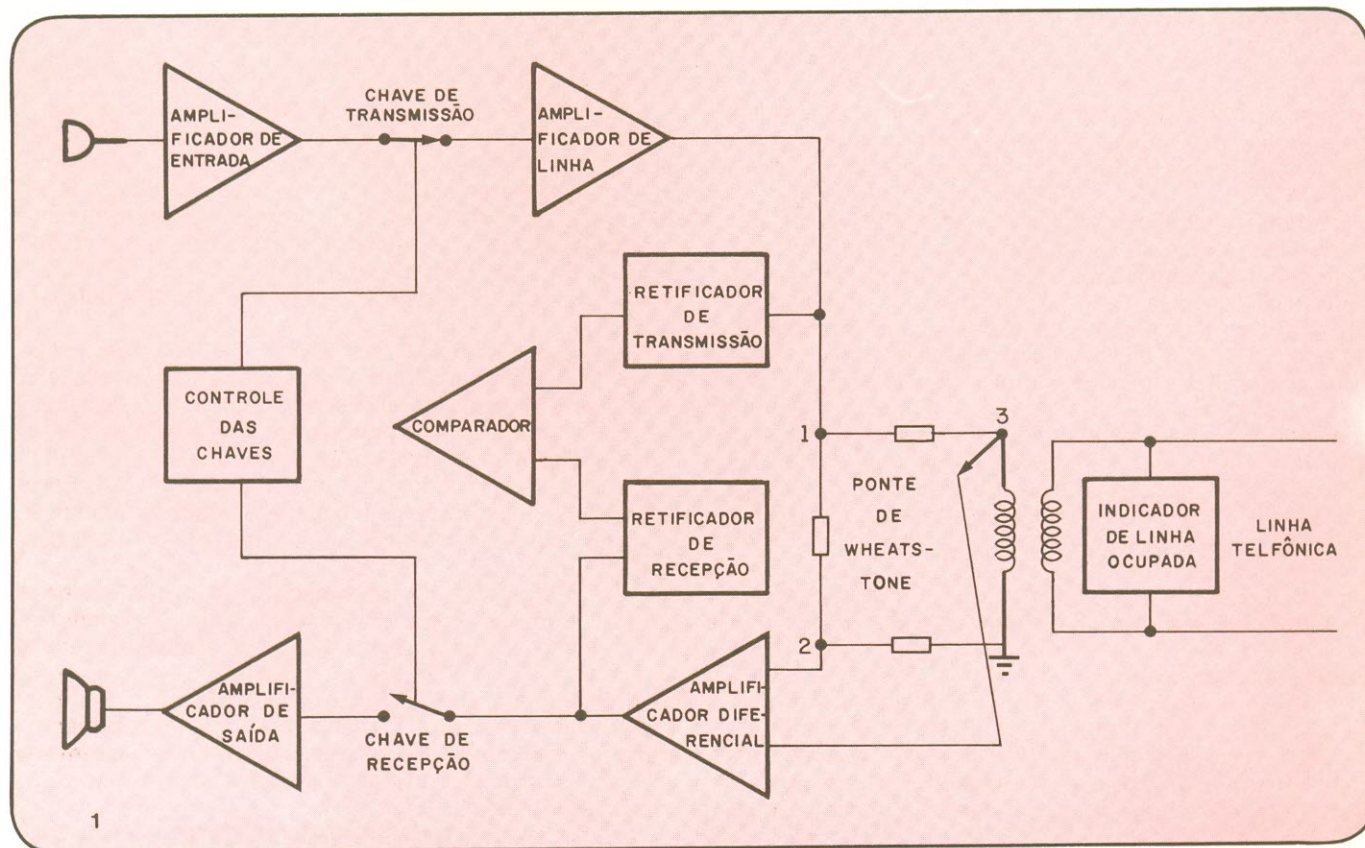 AMPLI-
FICADOR DE
ENTRADA
CHAVE DE
TRANSMISSÃO
AMPLI-
FICADOR DE
LINHA
RETIFICADOR
DE
TRANSMISSÃO
CONTROLE
DAS
CHAVES
COMPARADOR
RETIFICADOR
DE
RECEPÇÃO
1
3
PONTE
DE
WHEATS-
TONE
2
INDICADOR
DE LINHA
OCUPADA
LINHA
TELFÔNICA
AMPLIFI-
CADOR DE
SAÍDA
CHAVE DE
RECEPÇÃO
AMPLIFI-
CADOR DIFE-
RENCIAL
1